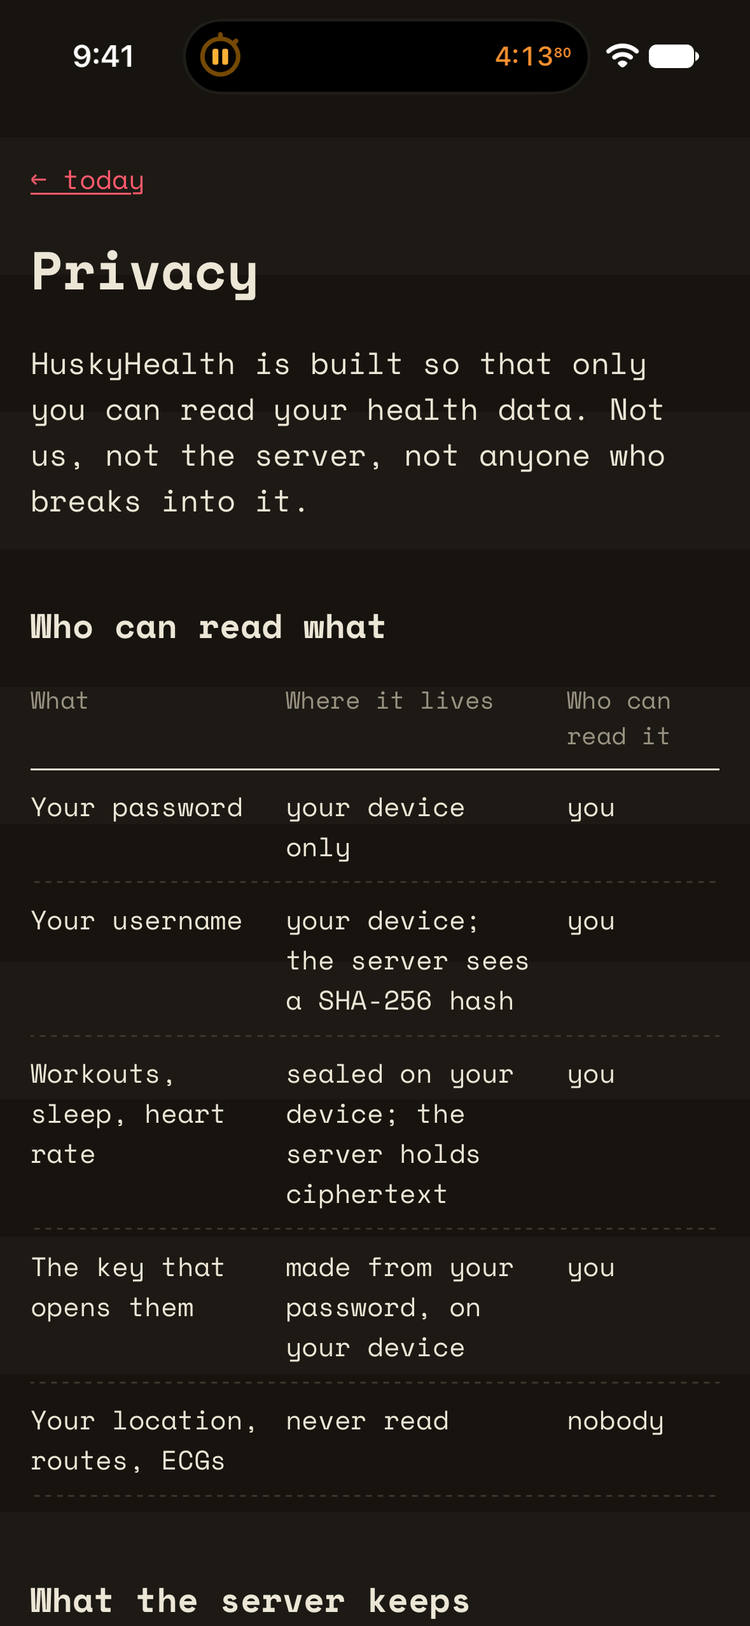 9:41
4:13⁸⁰
← today
Privacy
HuskyHealth is built so that only
you can read your health data. Not
us, not the server, not anyone who
breaks into it.
Who can read what
What Where it lives Who can
read it
Your password your device you
only
Your username your device; you
the server sees
a SHA-256 hash
Workouts, sealed on your you
sleep, heart device; the
rate server holds
ciphertext
The key that made from your you
opens them password, on
your device
Your location, never read nobody
routes, ECGs
What the server keeps